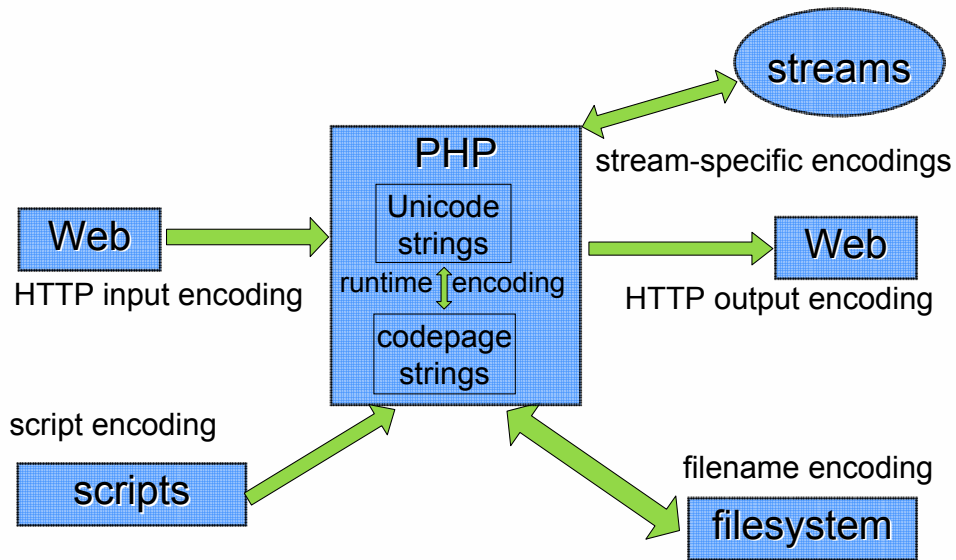 streams
PHP
stream-specific encodings
Unicode
strings
Web
Web
runtime encoding
HTTP input encoding
HTTP output encoding
codepage
strings
script encoding
filename encoding
scripts
filesystem